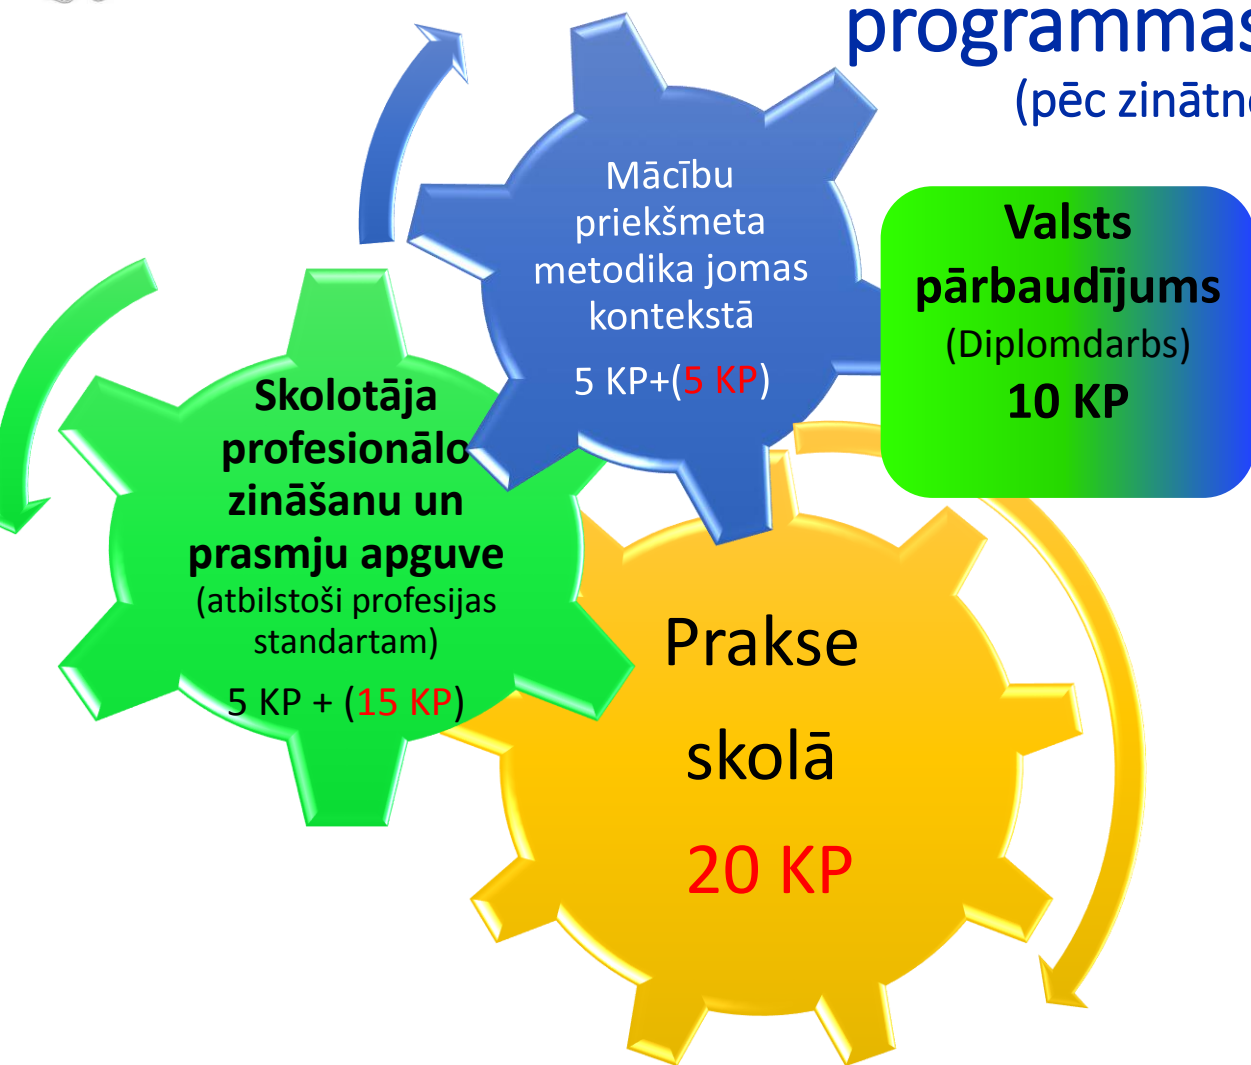 programmas
(pēc zinātne
Mācību
priekšmeta
metodika jomas
kontekstā
5 KP+(5 KP)
Valsts
pārbaudījums
(Diplomdarbs)
10 KP
Skolotāja
profesionālo
zināšanu un
prasmju apguve
(atbilstoši profesijas
standartam)
5 KP + (15 KP)
Prakse
skolā
20 KP